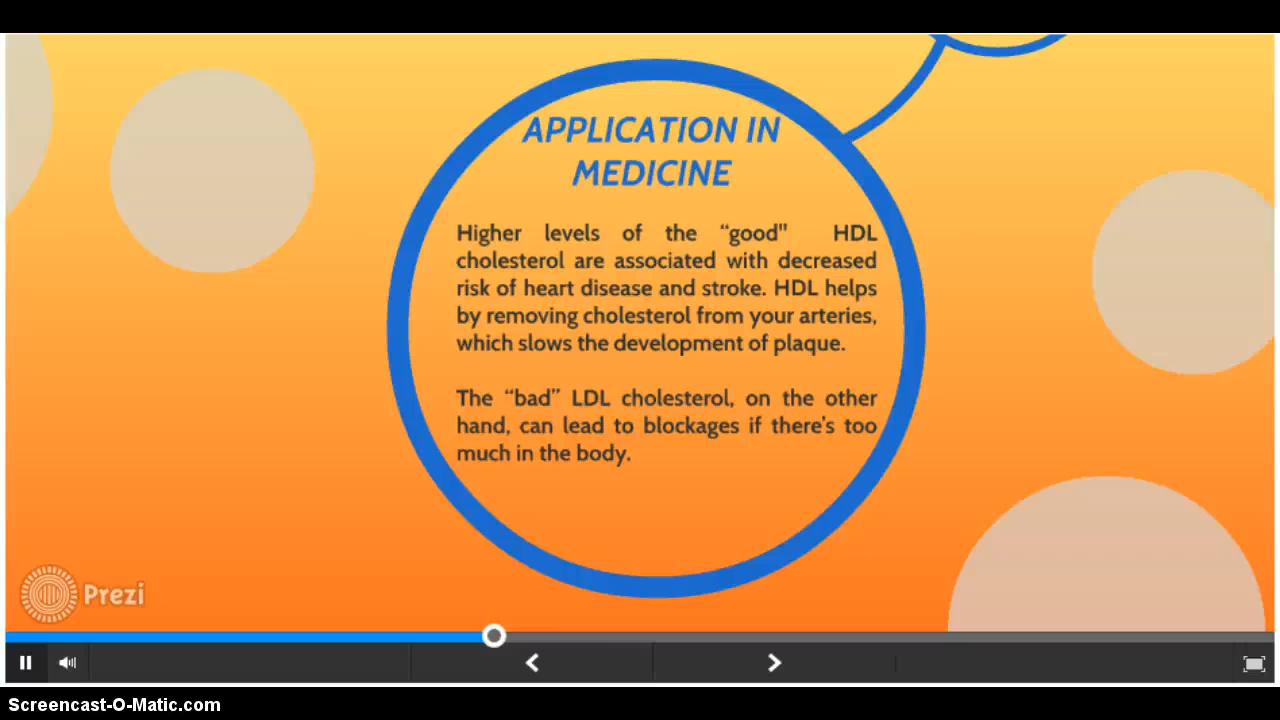 APPLICATION IN
MEDICINE
Higher levels of the “good" HDL
cholesterol are associated with decreased
risk of heart disease and stroke. HDL helps
by removing cholesterol from your arteries,
which slows the development of plaque.
The “bad” LDL cholesterol, on the other
hand, can lead to blockages if there's too
much in the body.
Prezi
Screencast-O-Matic.com